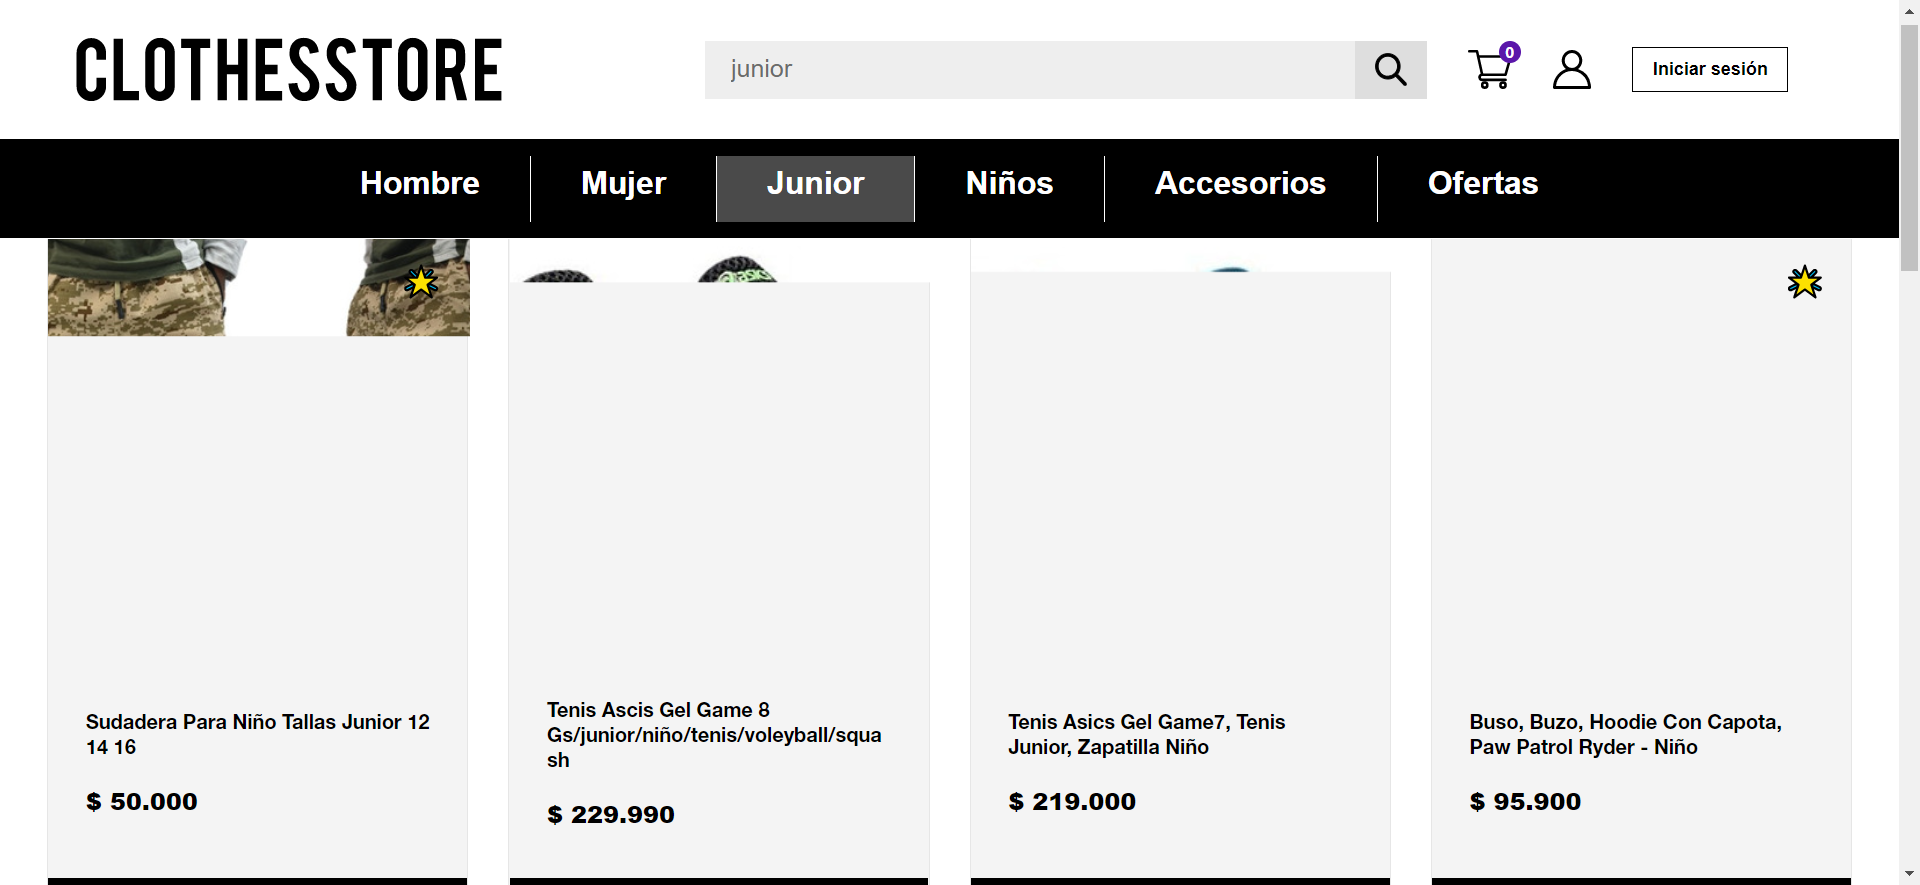 CLOTHESSTORE
junior
0
Iniciar sesión
Hombre
Mujer
Junior
Niños
Accesorios
Ofertas
Sudadera Para Niño Tallas Junior 12
14 16
$ 50.000
Tenis Ascis Gel Game 8
Gs/junior/niño/tenis/voleyball/squa
sh
$ 229.990
Tenis Asics Gel Game7, Tenis
Junior, Zapatilla Niño
$ 219.000
Buso, Buzo, Hoodie Con Capota,
Paw Patrol Ryder - Niño
$ 95.900